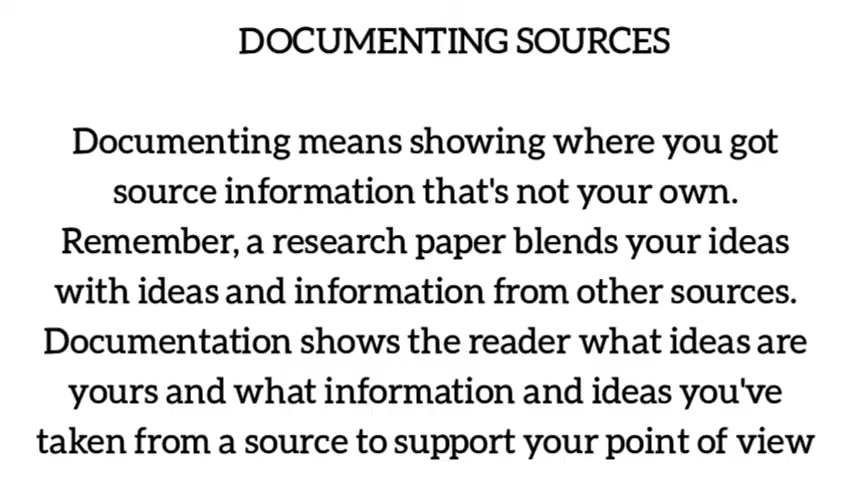 DOCUMENTING SOURCES
Documenting means showing where you got
source information that's not your own.
Remember, a research paper blends your ideas
with ideas and information from other sources.
Documentation shows the reader what ideas are
yours and what information and ideas you've
taken from a source to support your point of view